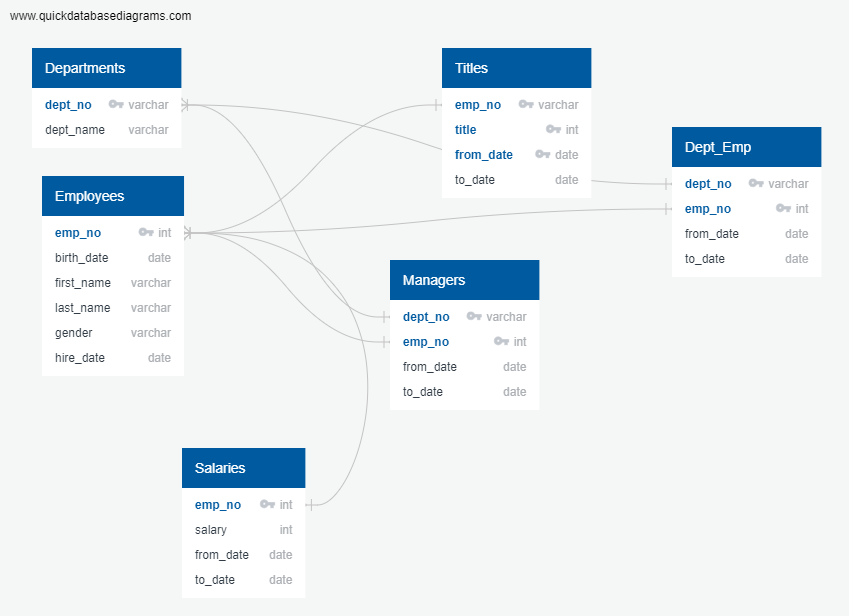 www.quickdatabasediagrams.com
Departments
dept_no varchar
dept_name varchar
Employees
emp_no int
birth_date date
first_name varchar
last_name varchar
gender varchar
hire_date date
Titles
emp_no varchar
title int
from_date date
to_date date
Dept_Emp
dept_no varchar
emp_no int
from_date date
to_date date
Managers
dept_no varchar
emp_no int
from_date date
to_date date
Salaries
emp_no int
salary int
from_date date
to_date date